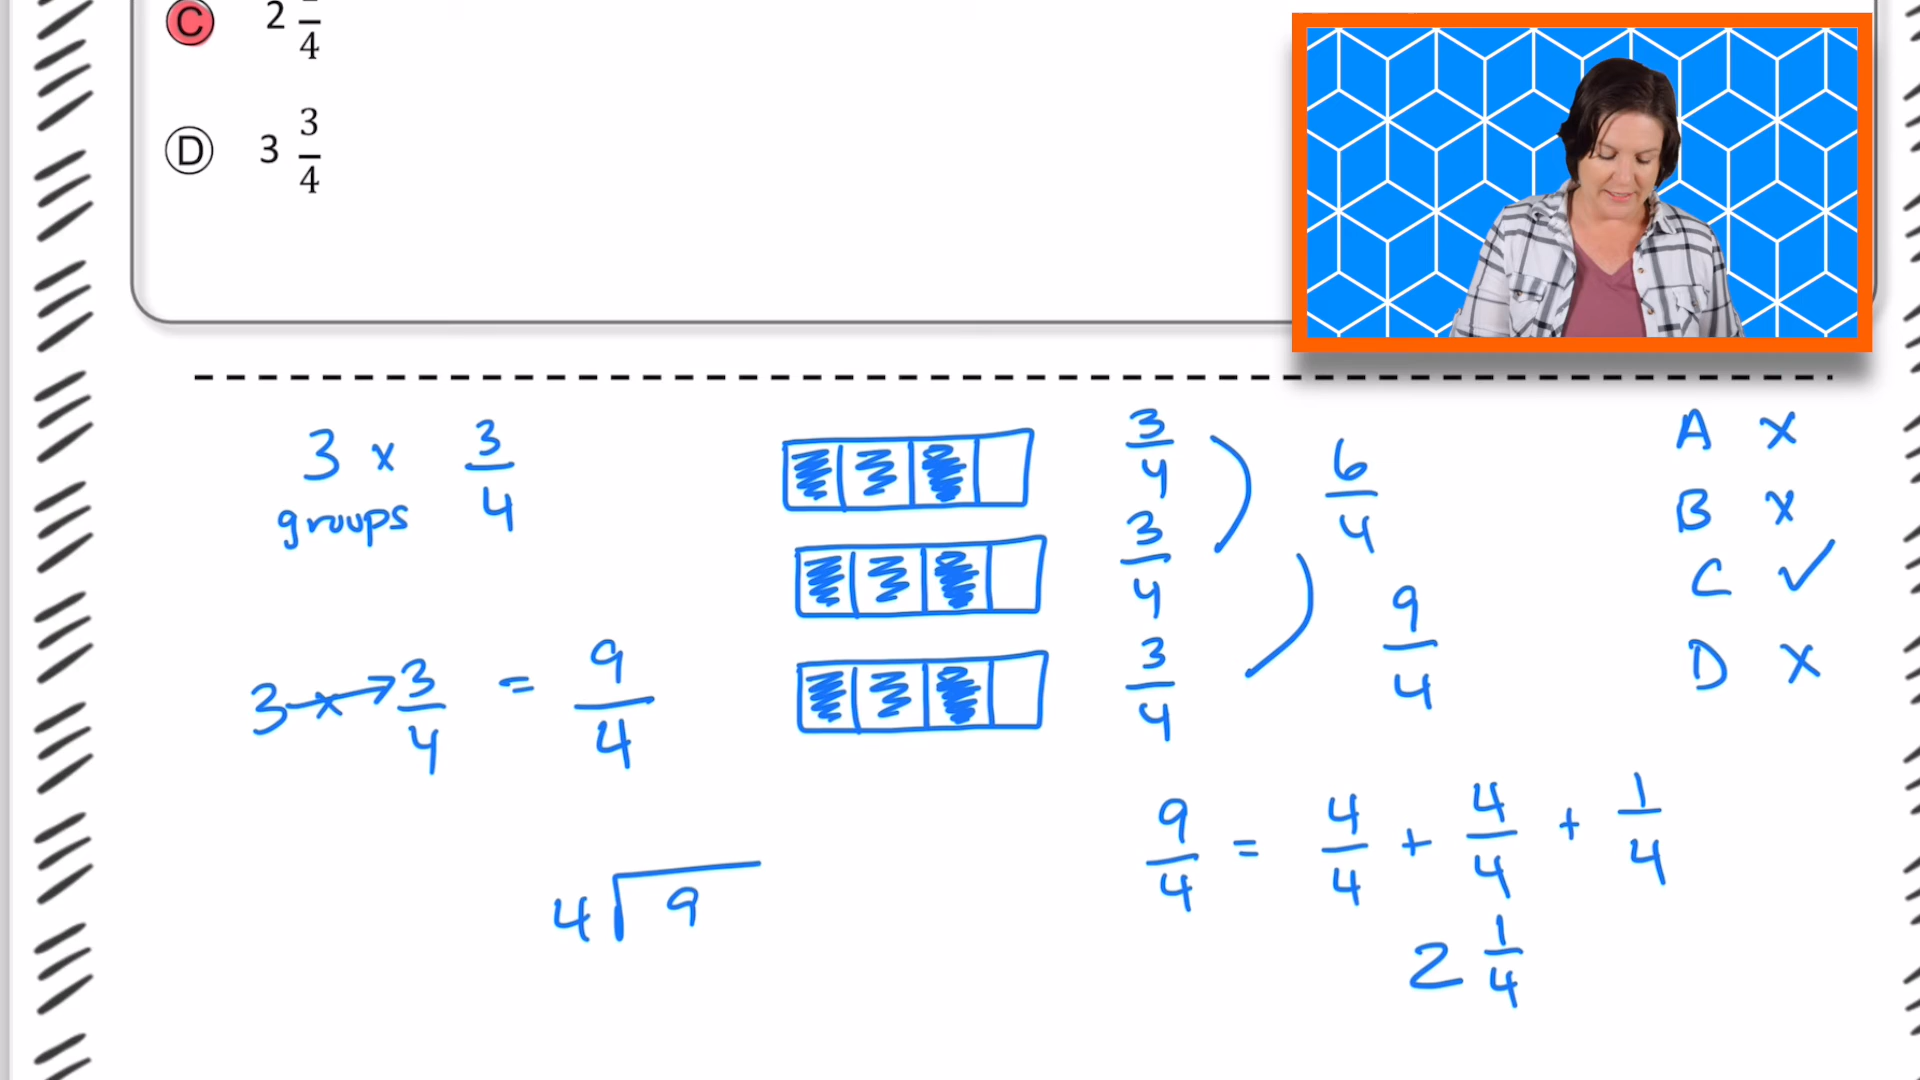 C 2 /4
D 3 3/4
3 x 3/4
groups
3/4
3/4
3/4
6/4
9/4
A x
B x
C ✓
D x
3 x 3/4 = 9/4
9/4 = 4/4 + 4/4 + 1/4
2 1/4
4 9